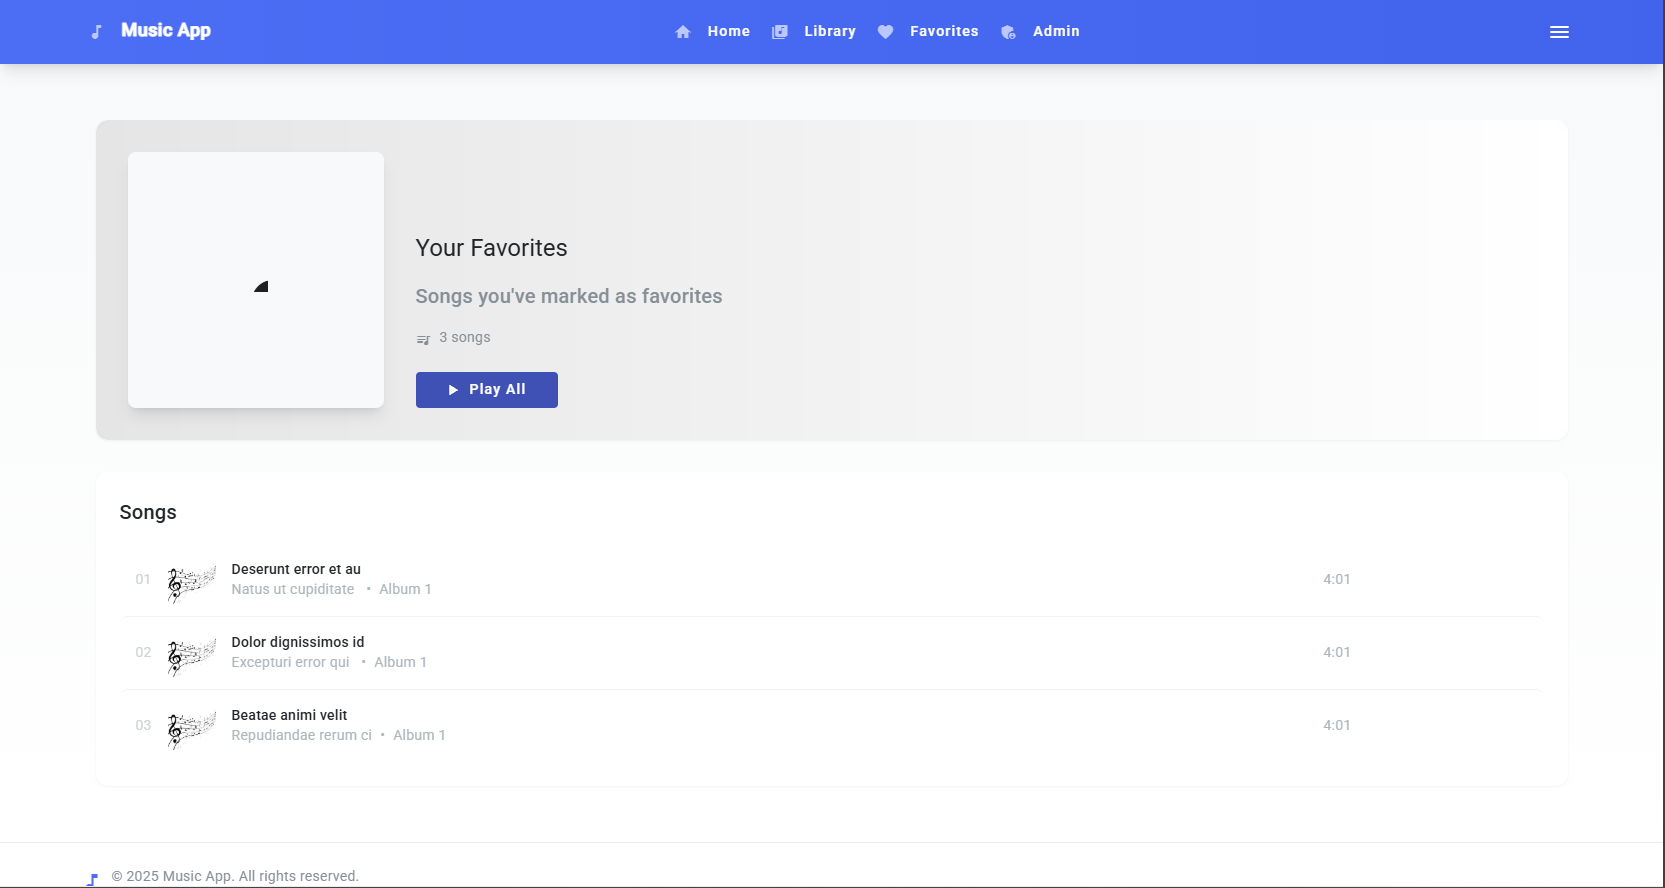 Music App
Home Library Favorites Admin
Your Favorites
Songs you've marked as favorites
3 songs
Play All
Songs
01 Deserunt error et au 4:01
Natus ut cupiditate • Album 1
02 Dolor dignissimos id 4:01
Excepturi error qui • Album 1
03 Beatae animi velit 4:01
Repudiandae rerum ci • Album 1
© 2025 Music App. All rights reserved.